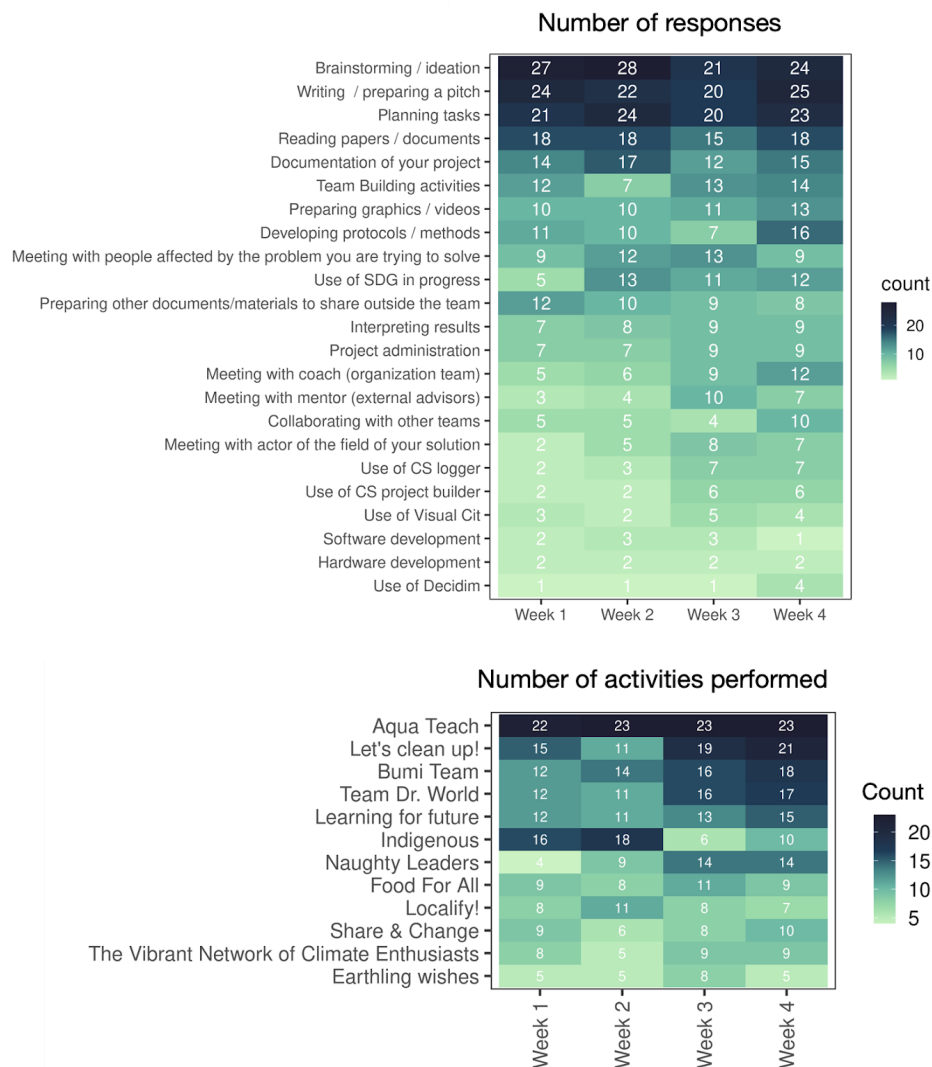 Number of responses
Brainstorming / ideation 27 28 21 24
Writing / preparing a pitch 24 22 20 25
Planning tasks 21 24 20 23
Reading papers / documents 18 18 15 18
Documentation of your project 14 17 12 15
Team Building activities 12 7 13 14
Preparing graphics / videos 10 10 11 13
Developing protocols / methods 11 10 7 16
Meeting with people affected by the problem you are trying to solve 9 12 13 9
Use of SDG in progress 5 13 11 12
Preparing other documents/materials to share outside the team 12 10 9 8
Interpreting results 7 8 9 9
Project administration 7 7 9 9
Meeting with coach (organization team) 5 6 9 12
Meeting with mentor (external advisors) 3 4 10 7
Collaborating with other teams 5 5 4 10
Meeting with actor of the field of your solution 2 5 8 7
Use of CS logger 2 3 7 7
Use of CS project builder 2 2 6 6
Use of Visual Cit 3 2 5 4
Software development 2 3 3 1
Hardware development 2 2 2 2
Use of Decidim 1 1 1 4
Week 1 Week 2 Week 3 Week 4
count
20
10
Number of activities performed
Aqua Teach 22 23 23 23
Let's clean up! 15 11 19 21
Bumi Team 12 14 16 18
Team Dr. World 12 11 16 17
Learning for future 12 11 13 15
Indigenous 16 18 6 10
Naughty Leaders 4 9 14 14
Food For All 9 8 11 9
Localify! 8 11 8 7
Share & Change 9 6 8 10
The Vibrant Network of Climate Enthusiasts 8 5 9 9
Earthling wishes 5 5 8 5
Week 1 Week 2 Week 3 Week 4
Count
20
15
10
5